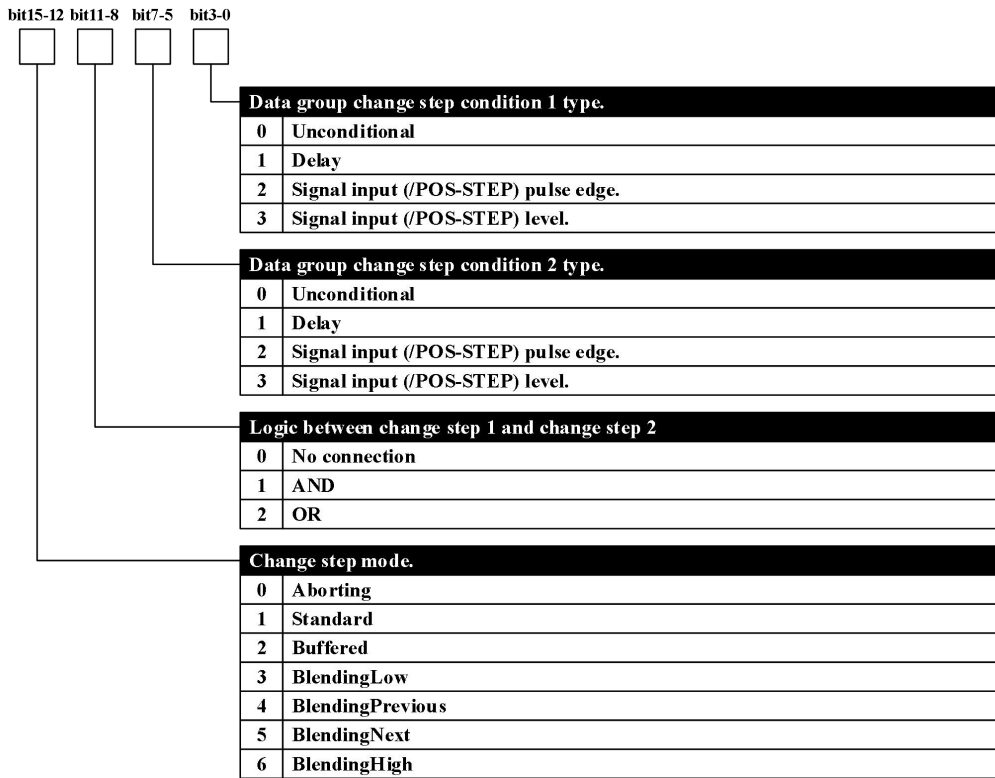 bit15-12 bit11-8 bit7-5 bit3-0
Data group change step condition 1 type.
0 Unconditional
1 Delay
2 Signal input (/POS-STEP) pulse edge.
3 Signal input (/POS-STEP) level.
Data group change step condition 2 type.
0 Unconditional
1 Delay
2 Signal input (/POS-STEP) pulse edge.
3 Signal input (/POS-STEP) level.
Logic between change step 1 and change step 2
0 No connection
1 AND
2 OR
Change step mode.
0 Aborting
1 Standard
2 Buffered
3 BlendingLow
4 BlendingPrevious
5 BlendingNext
6 BlendingHigh